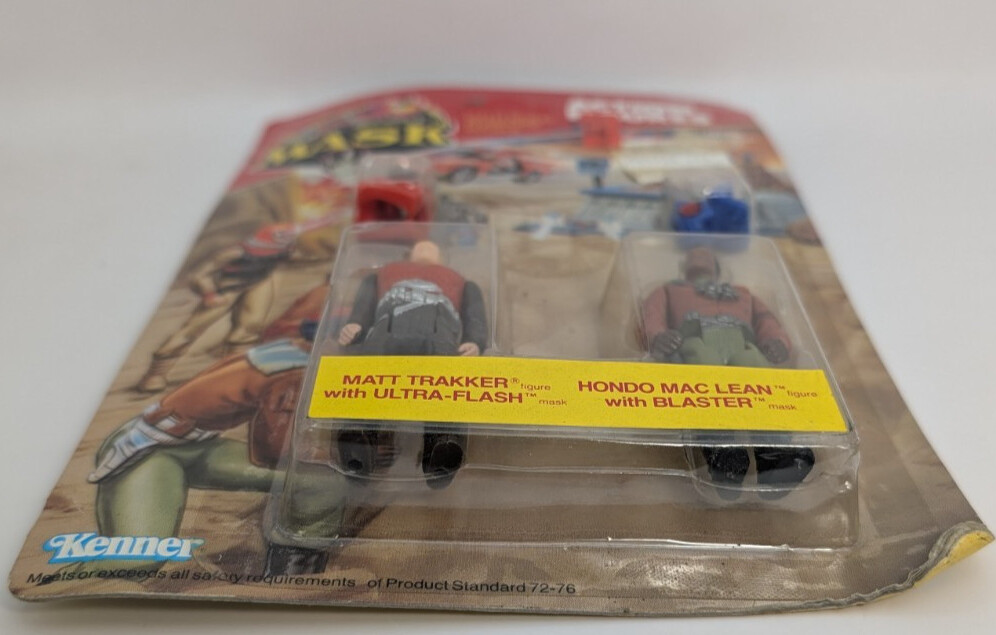 MASK
MATT TRAKKER® figure
with ULTRA-FLASH™ mask
HONDO MAC LEAN™ figure
with BLASTER™ mask
Kenner
Meets or exceeds all safety requirements of Product Standard 72-76